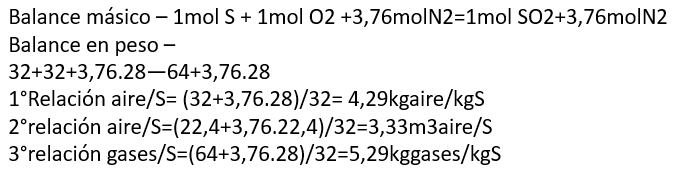 Balance másico – 1mol S + 1mol O2 +3,76molN2=1mol SO2+3,76molN2
Balance en peso –
32+32+3,76.28—64+3,76.28
1°Relación aire/S= (32+3,76.28)/32= 4,29kgaire/kgS
2°relación aire/S=(22,4+3,76.22,4)/32=3,33m3aire/S
3°relación gases/S=(64+3,76.28)/32=5,29kggases/kgS